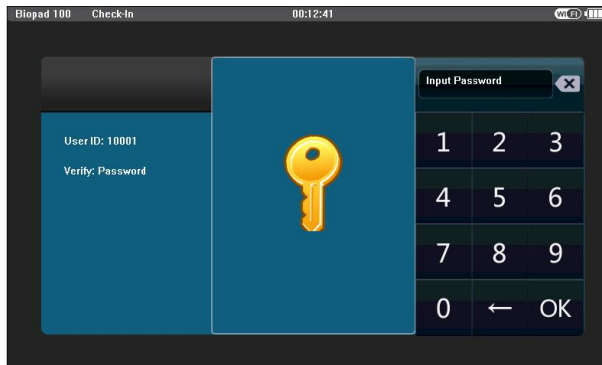 Biopad 100 Check-In 00:12:41 WiFi
Input Password
User ID: 10001
Verify: Password
1 2 3
4 5 6
7 8 9
0 ← OK